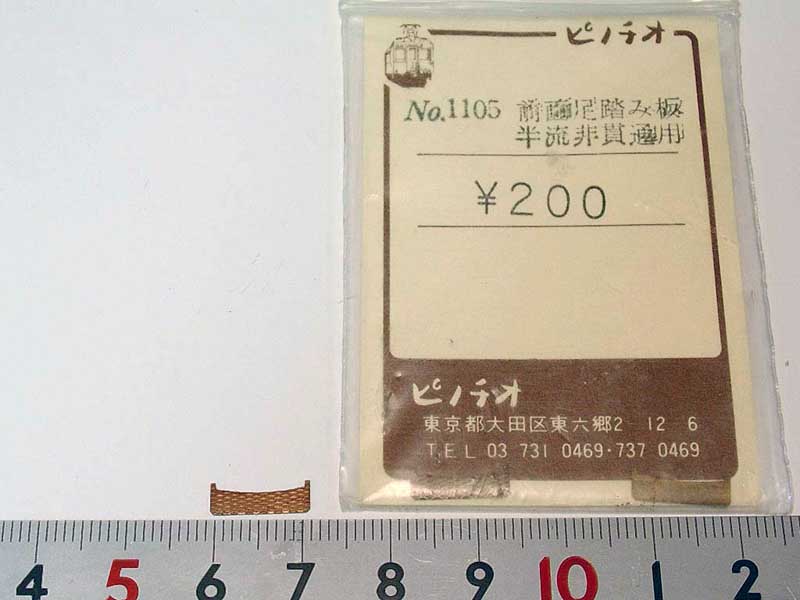 ピノチオ
No.1105 前面足踏み板
半流非貫通用
¥200
ピノチオ
東京都大田区東六郷2 12 6
TEL 03 731 0469・737 0469
4 5 6 7 8 9 10 1 2